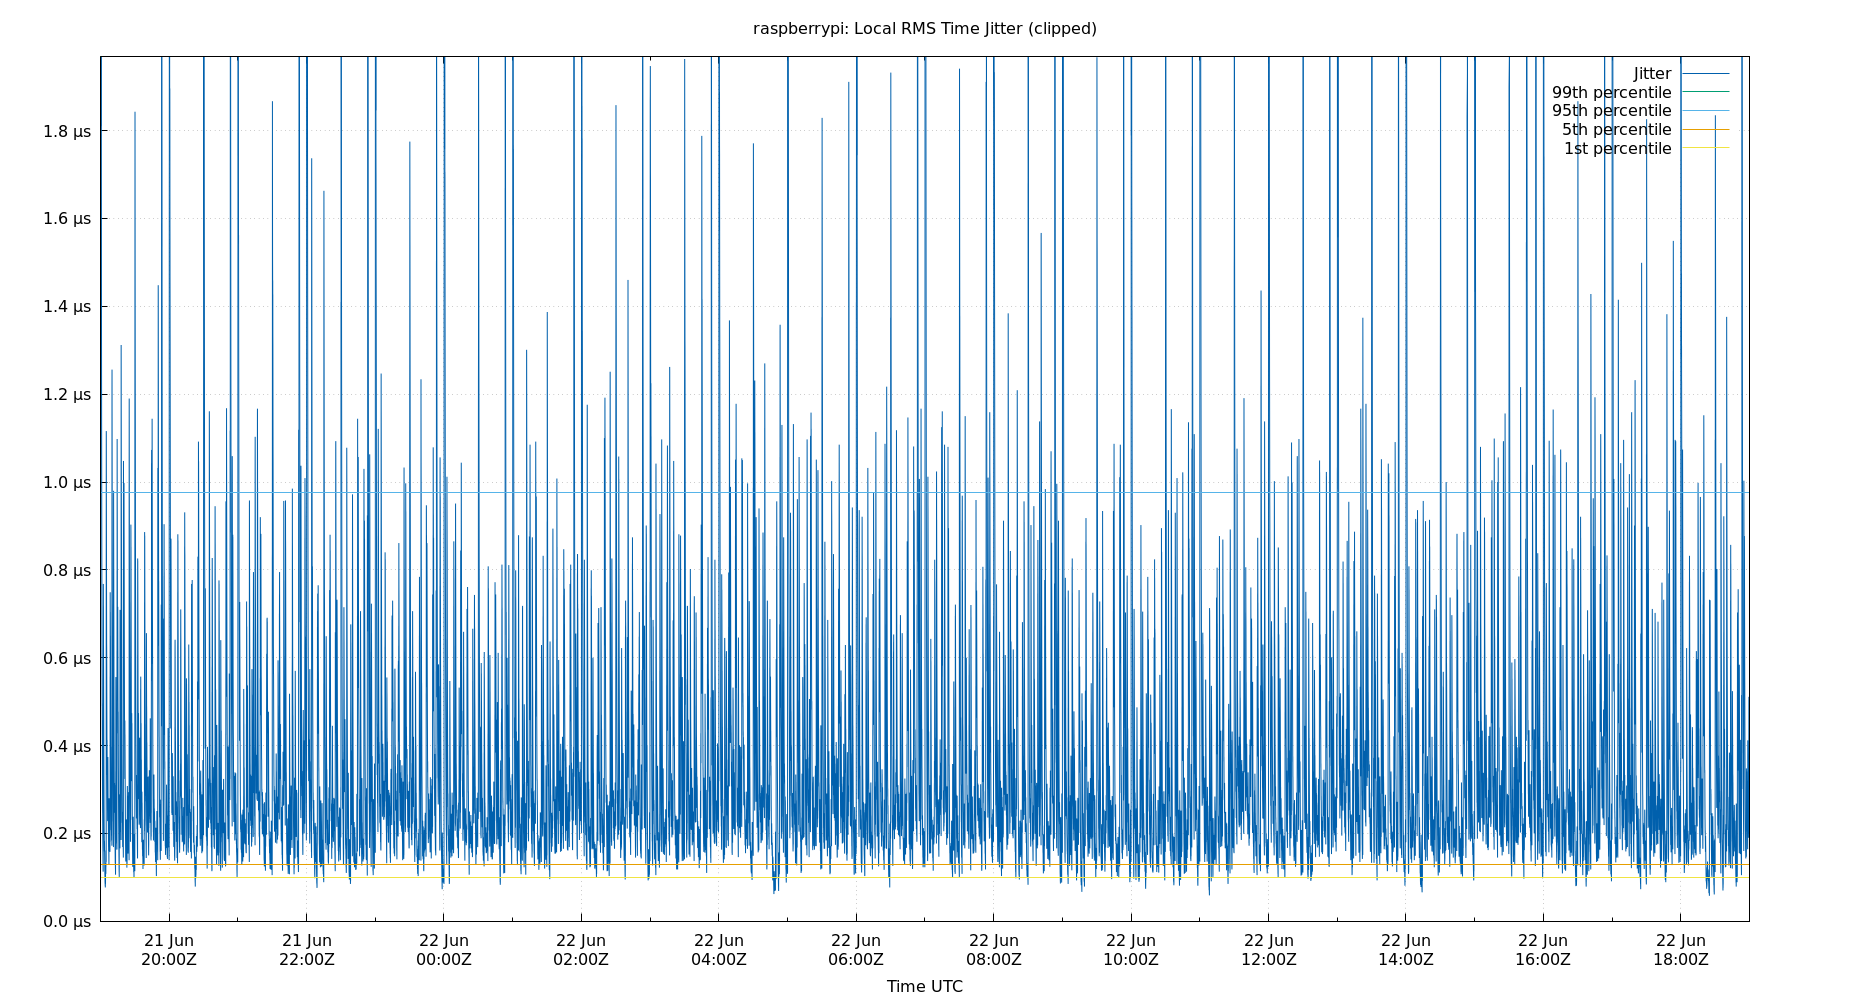 raspberrypi: Local RMS Time Jitter (clipped)
Jitter
99th percentile
95th percentile
5th percentile
1st percentile
1.8 µs
1.6 µs
1.4 µs
1.2 µs
1.0 µs
0.8 µs
0.6 µs
0.4 µs
0.2 µs
0.0 µs
21 Jun 21 Jun 22 Jun 22 Jun 22 Jun 22 Jun 22 Jun 22 Jun 22 Jun 22 Jun 22 Jun 22 Jun
20:00Z 22:00Z 00:00Z 02:00Z 04:00Z 06:00Z 08:00Z 10:00Z 12:00Z 14:00Z 16:00Z 18:00Z
Time UTC